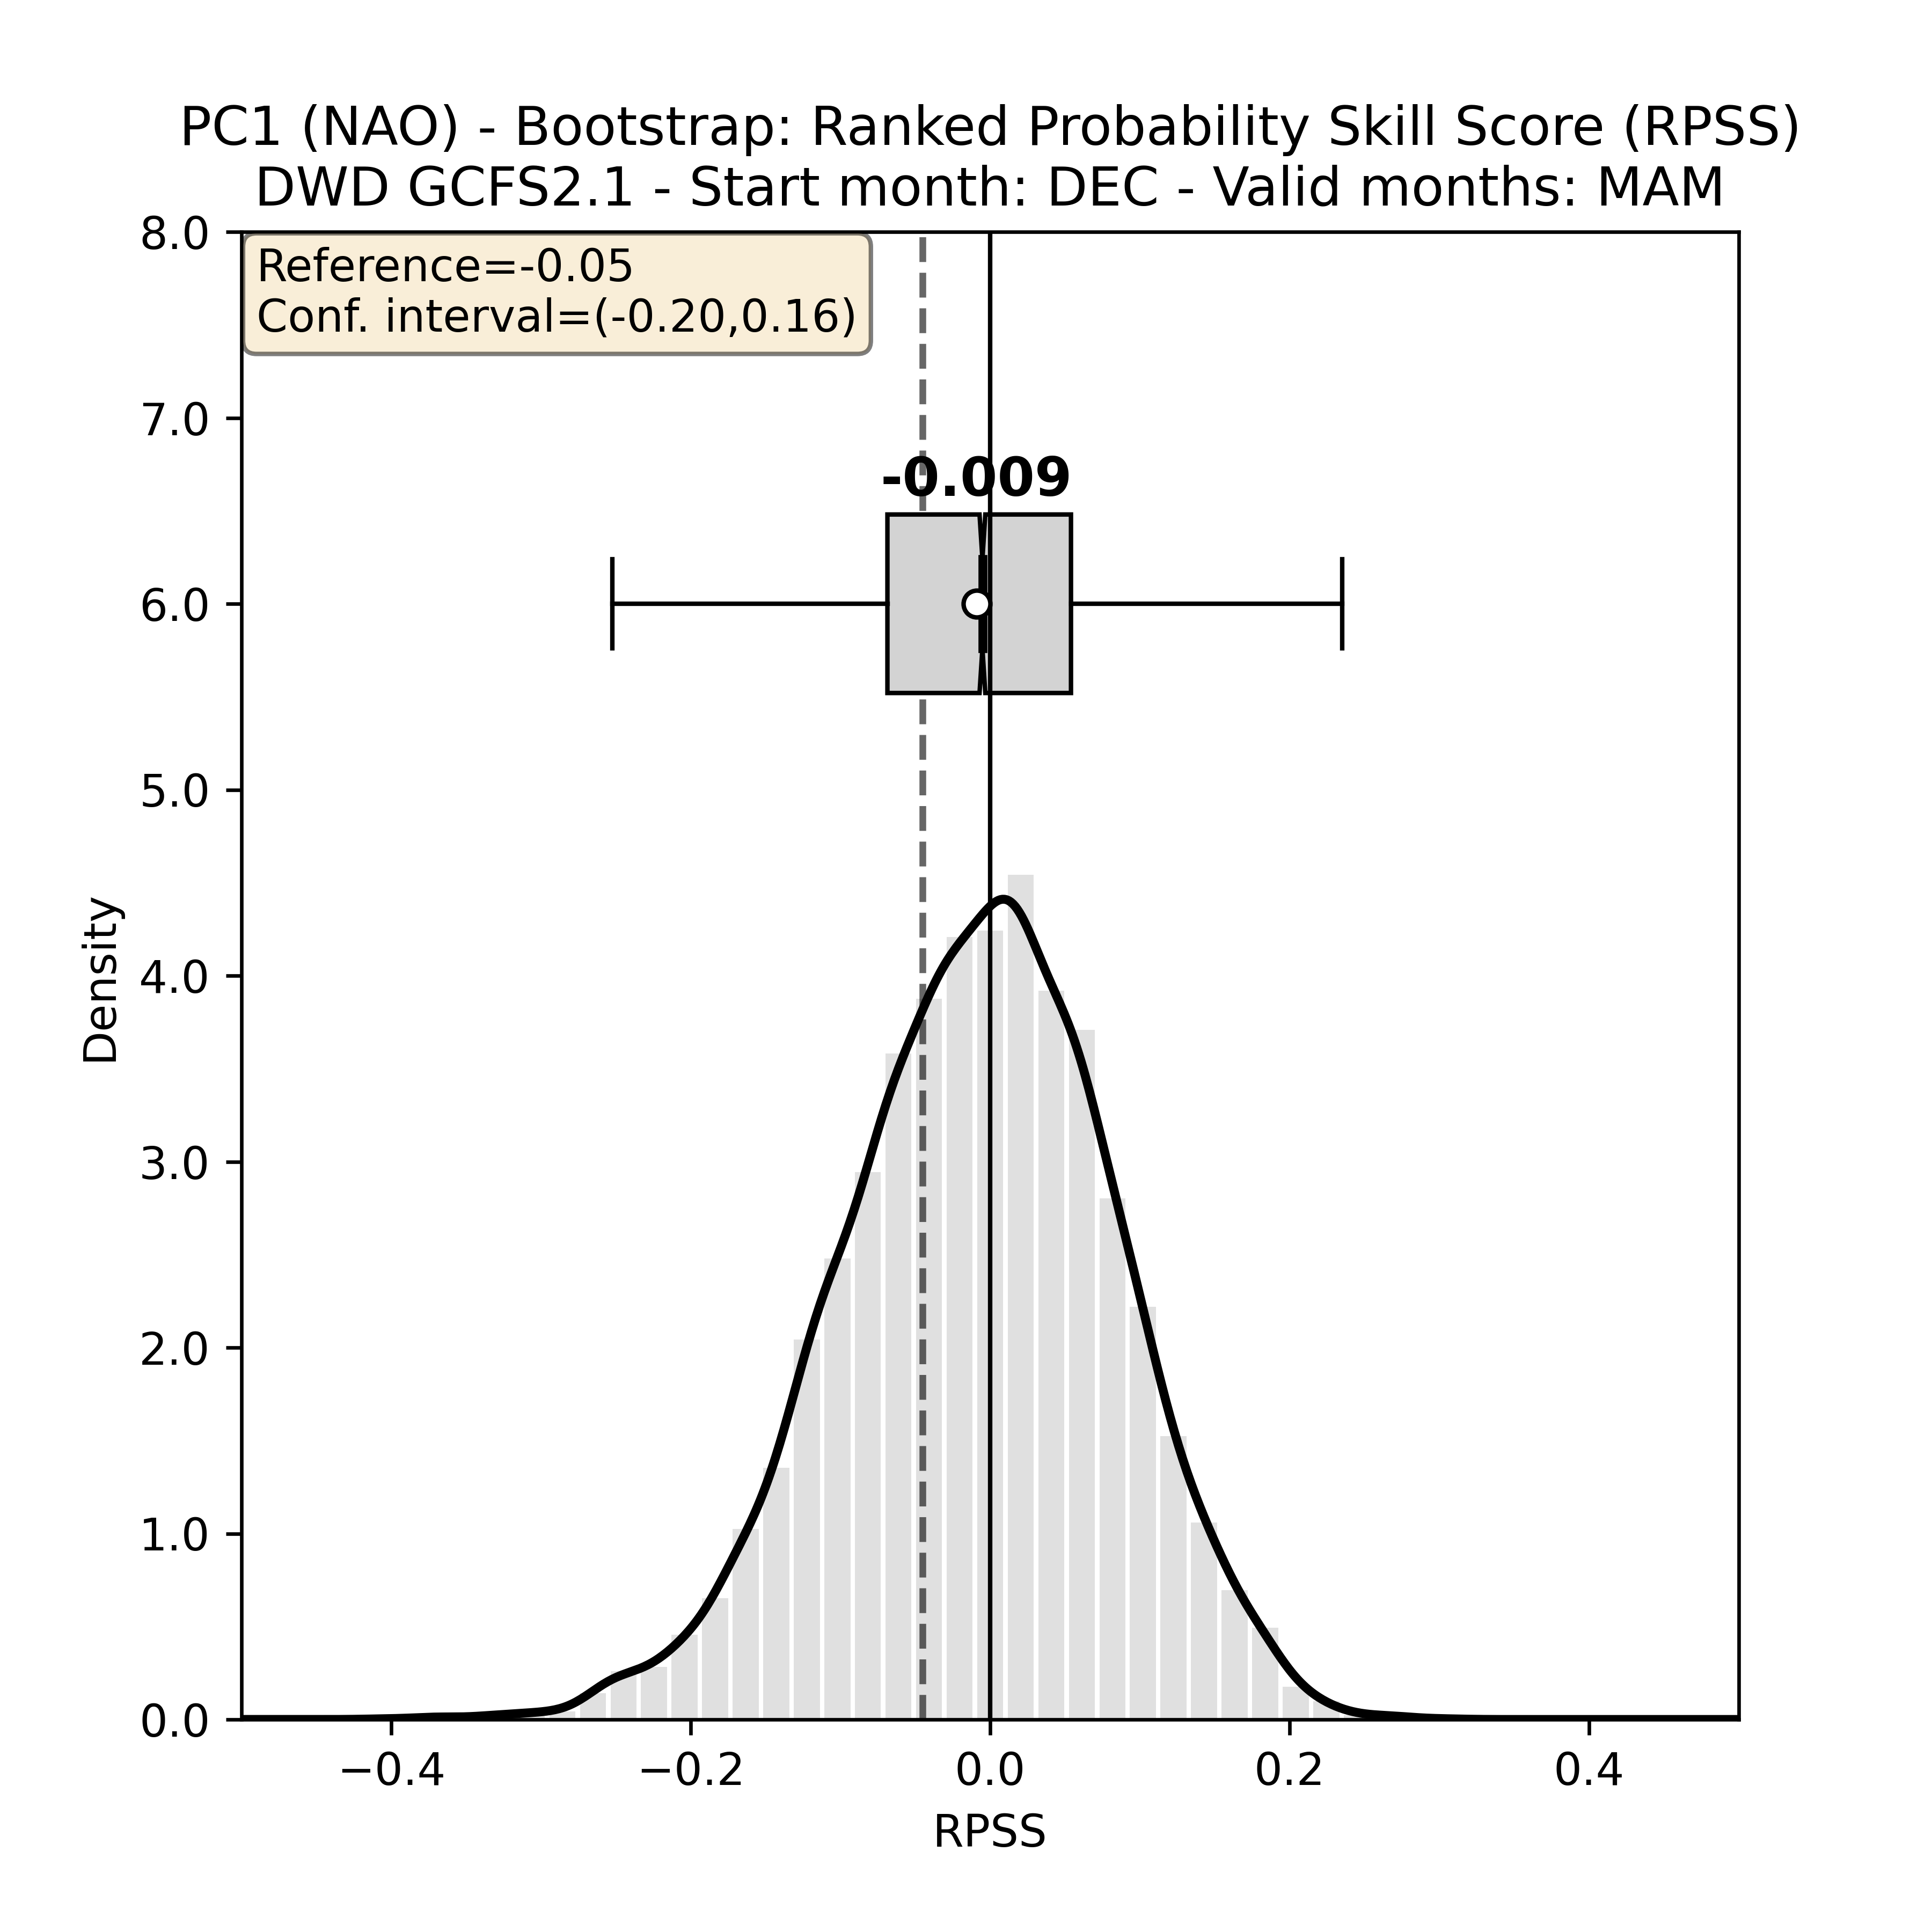 PC1 (NAO) - Bootstrap: Ranked Probability Skill Score (RPSS)
DWD GCFS2.1 - Start month: DEC - Valid months: MAM
8.0
Reference=-0.05
Conf. interval=(-0.20,0.16)
7.0
-0.009
6.0
5.0
Density
4.0
3.0
2.0
1.0
0.0
−0.4 −0.2 0.0 0.2 0.4
RPSS